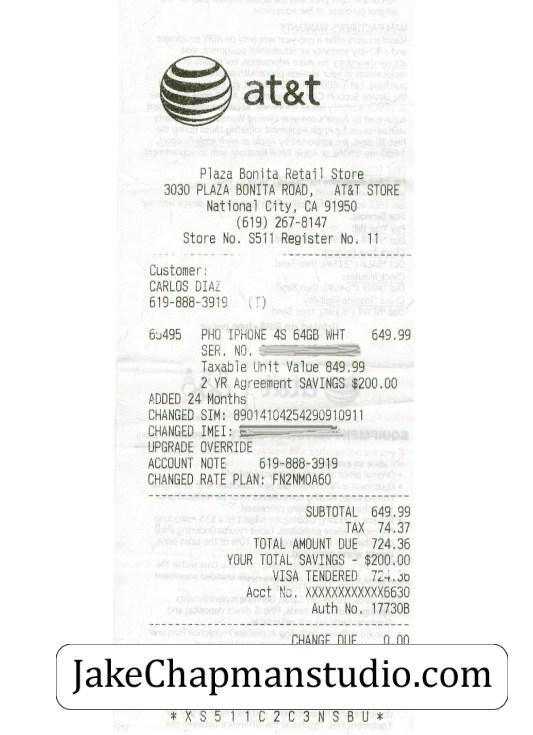 at&t
Plaza Bonita Retail Store
3030 PLAZA BONITA ROAD, AT&T STORE
National City, CA 91950
(619) 267-8147
Store No. S511 Register No. 11
Customer:
CARLOS DIAZ
619-888-3919 (T)
65495 PHO IPHONE 4S 64GB WHT 649.99
SER. NO.
Taxable Unit Value 849.99
2 YR Agreement SAVINGS $200.00
ADDED 24 Months
CHANGED SIM: 89014104254290910911
CHANGED IMEI:
UPGRADE OVERRIDE
ACCOUNT NOTE 619-888-3919
CHANGED RATE PLAN: FN2NMOA60
SUBTOTAL 649.99
TAX 74.37
TOTAL AMOUNT DUE 724.36
YOUR TOTAL SAVINGS - $200.00
VISA TENDERED 724.36
Acct No. XXXXXXXXXXXX6630
Auth No. 17730B
CHANGE DUE 0.00
JakeChapmanstudio.com
*XS511C2C3NSBU*